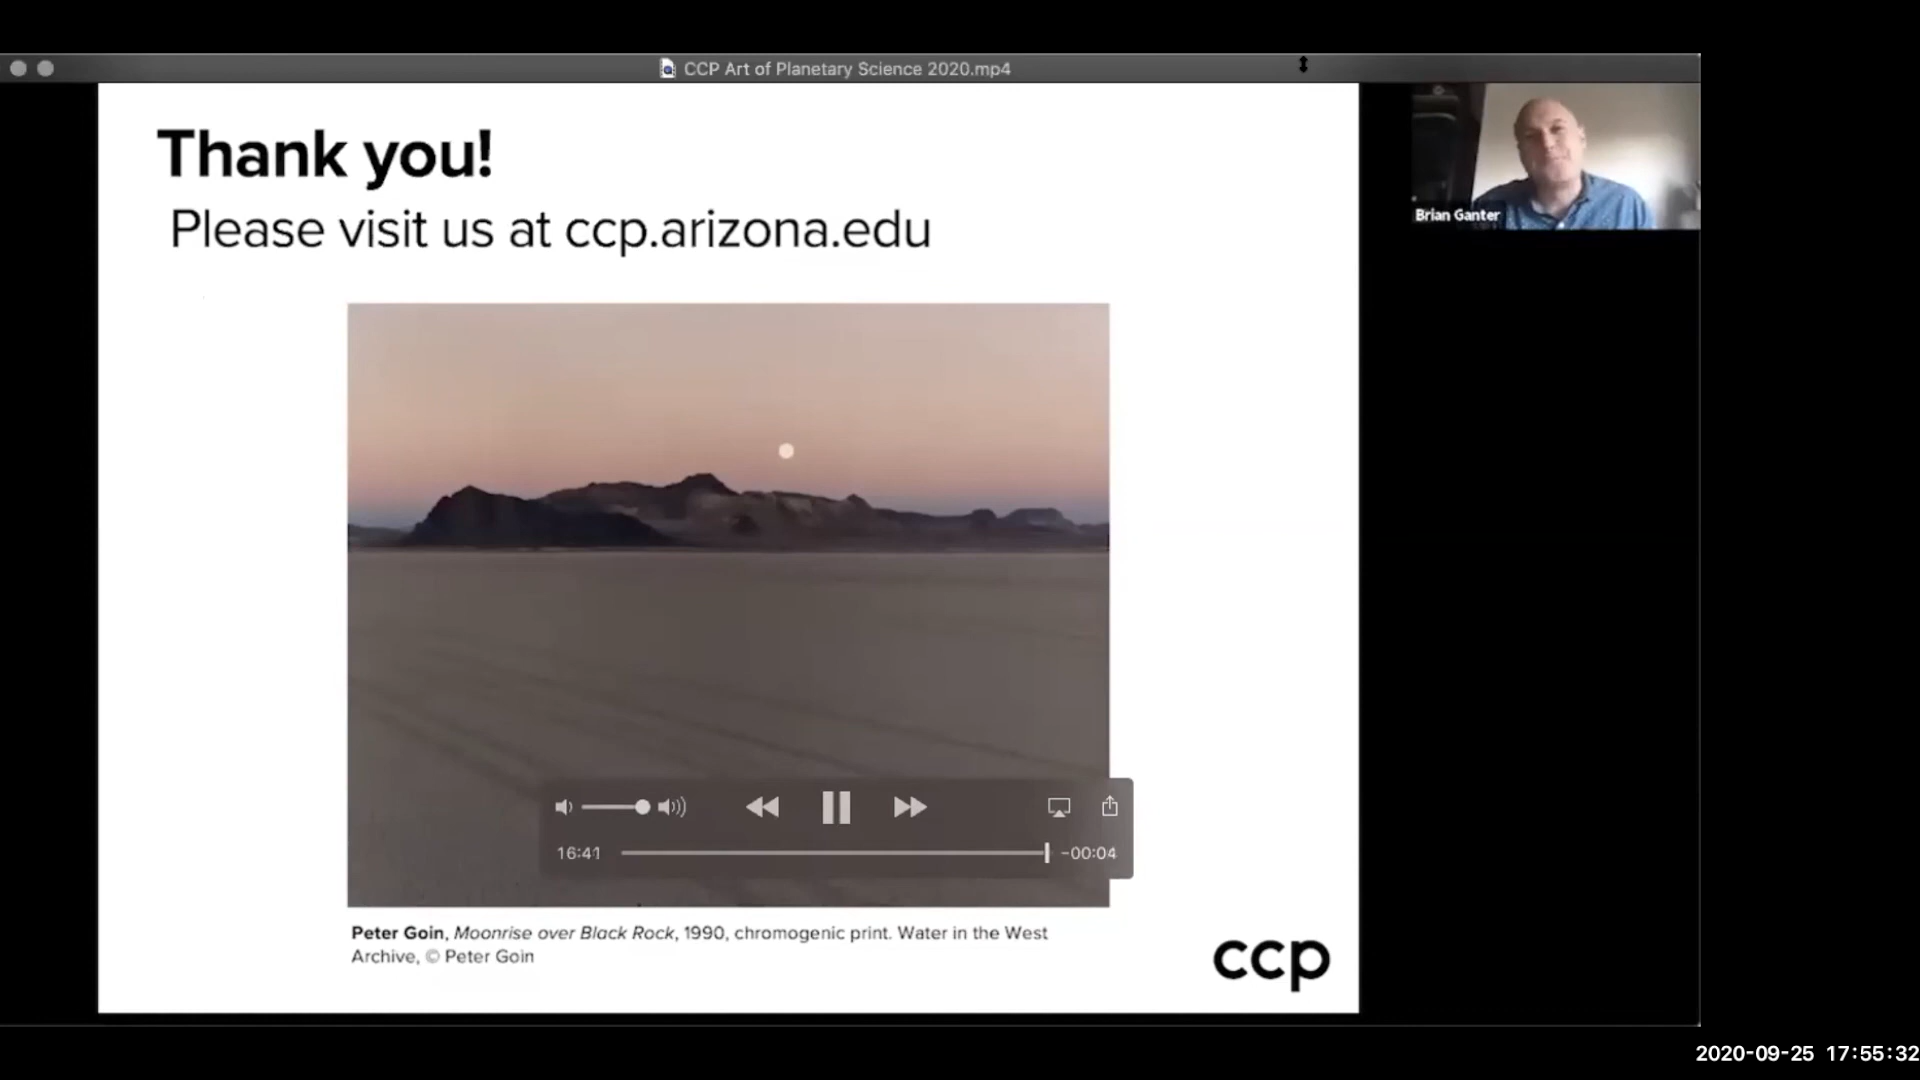 CCP Art of Planetary Science 2020.mp4
Thank you!
Please visit us at ccp.arizona.edu
Brian Ganter
16:41
-00:04
Peter Goin, Moonrise over Black Rock, 1990, chromogenic print. Water in the West
Archive, © Peter Goin
ccp
2020-09-25 17:55:32